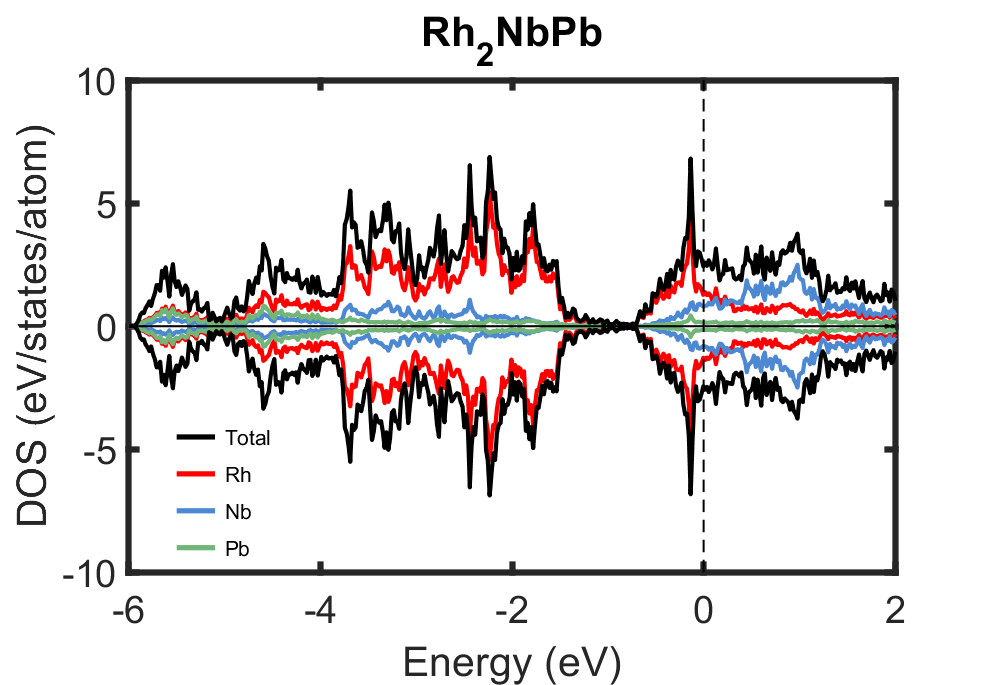 Rh2NbPb
10
5
0
-5
-10
DOS (eV/states/atom)
Total
Rh
Nb
Pb
-6 -4 -2 0 2
Energy (eV)